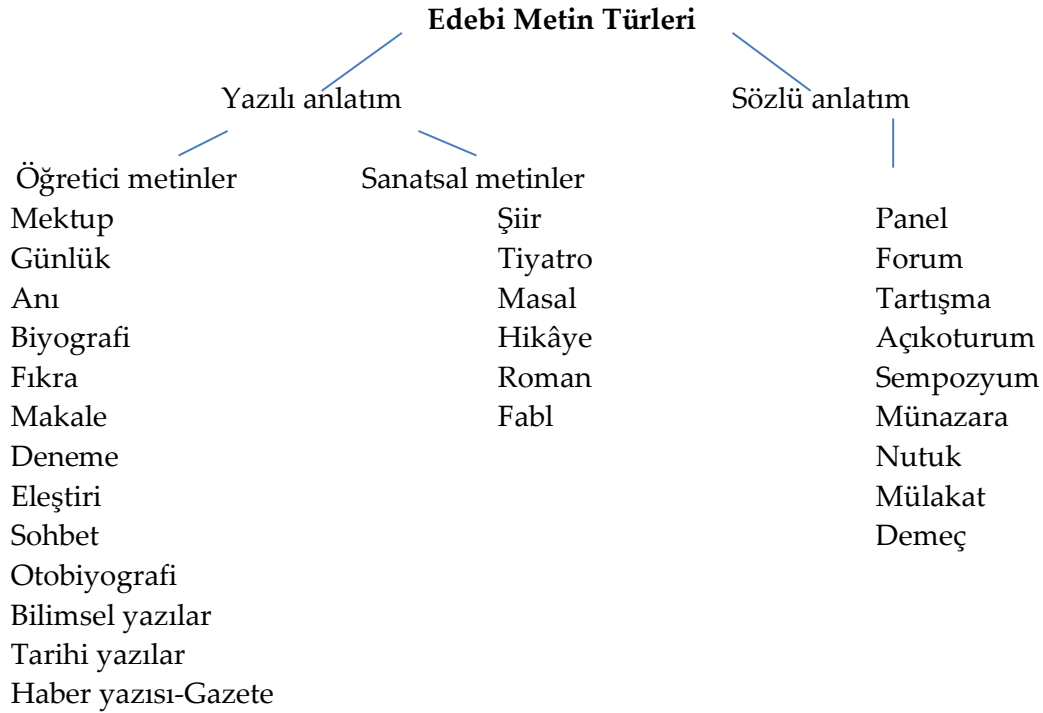 Edebi Metin Türleri
Yazılı anlatım Sözlü anlatım
Öğretici metinler Sanatsal metinler
Mektup Şiir Panel
Günlük Tiyatro Forum
Anı Masal Tartışma
Biyografi Hikâye Açıkoturum
Fıkra Roman Sempozyum
Makale Fabl Münazara
Deneme Nutuk
Eleştiri Mülakat
Sohbet Demeç
Otobiyografi
Bilimsel yazılar
Tarihi yazılar
Haber yazısı-Gazete